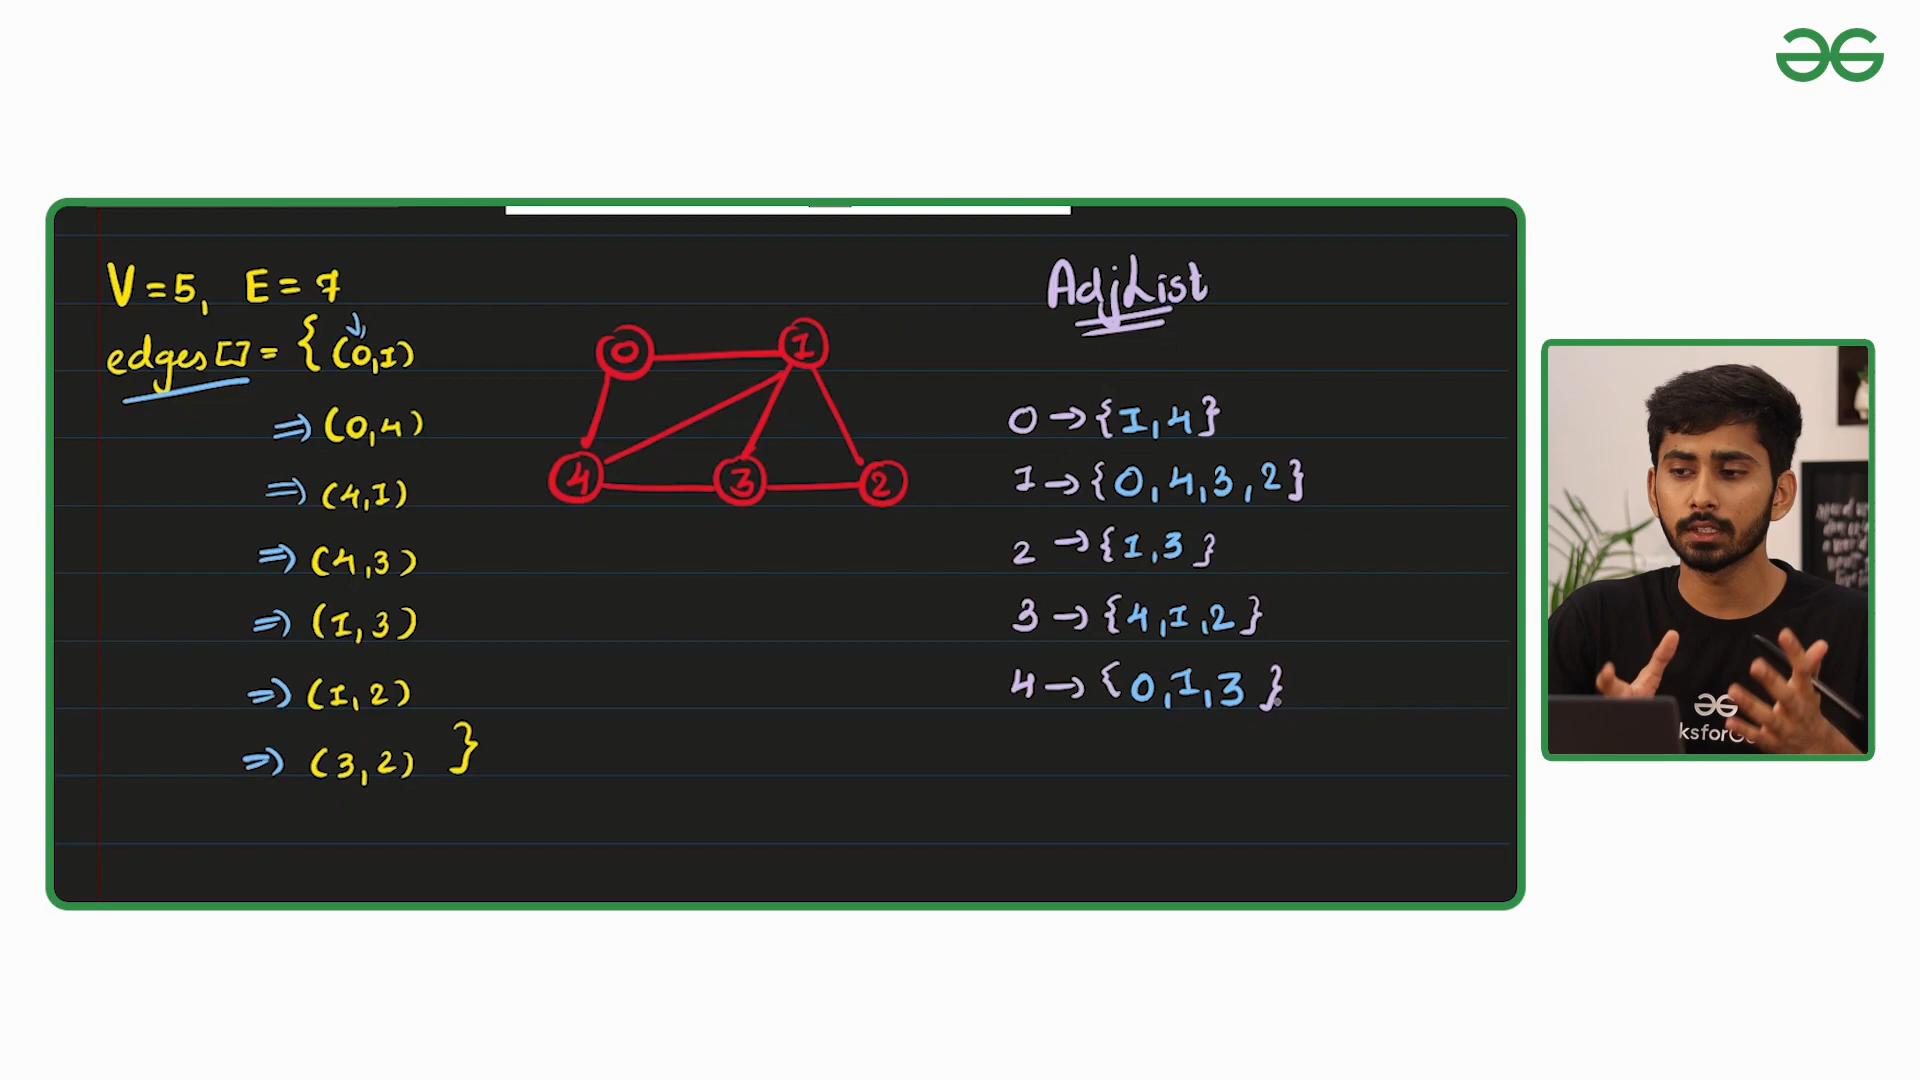 V = 5, E = 7
edges[] = { (0,1)
⇒ (0,4)
⇒ (4,1)
⇒ (4,3)
⇒ (1,3)
⇒ (1,2)
⇒ (3,2) }
0
1
4
3
2
AdjList
0 → {1,4}
1 → {0,4,3,2}
2 → {1,3}
3 → {4,1,2}
4 → {0,1,3}
ksforG